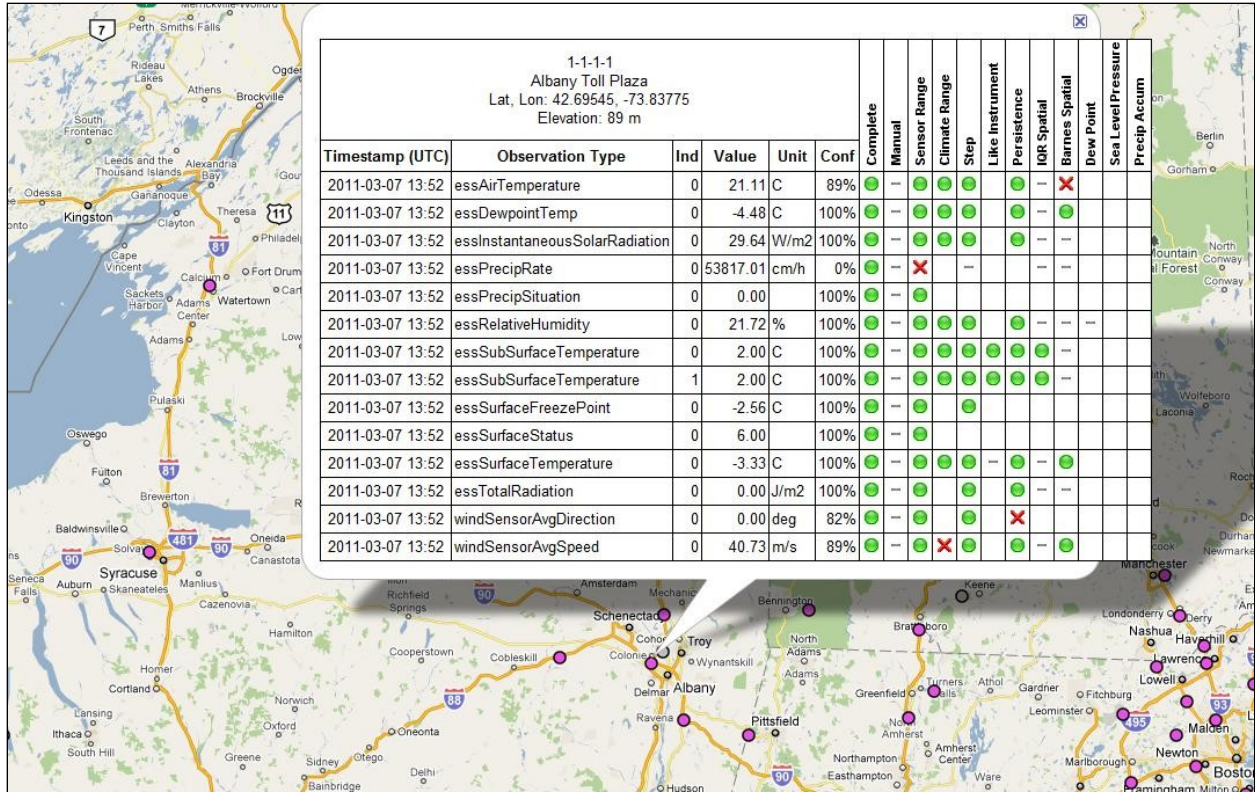 1-1-1-1
Albany Toll Plaza
Lat, Lon: 42.69545, -73.83775
Elevation: 89 m
Timestamp (UTC) Observation Type Ind Value Unit Conf Complete Manual Sensor Range Climate Range Step Like Instrument Persistence IQR Spatial Barnes Spatial Dew Point Sea Level Pressure Precip Accum
2011-03-07 13:52 essAirTemperature 0 21.11 C 89%
2011-03-07 13:52 essDewpointTemp 0 -4.48 C 100%
2011-03-07 13:52 essInstantaneousSolarRadiation 0 29.64 W/m2 100%
2011-03-07 13:52 essPrecipRate 0 53817.01 cm/h 0%
2011-03-07 13:52 essPrecipSituation 0 0.00 100%
2011-03-07 13:52 essRelativeHumidity 0 21.72 % 100%
2011-03-07 13:52 essSubSurfaceTemperature 0 2.00 C 100%
2011-03-07 13:52 essSubSurfaceTemperature 1 2.00 C 100%
2011-03-07 13:52 essSurfaceFreezePoint 0 -2.56 C 100%
2011-03-07 13:52 essSurfaceStatus 0 6.00 100%
2011-03-07 13:52 essSurfaceTemperature 0 -3.33 C 100%
2011-03-07 13:52 essTotalRadiation 0 0.00 J/m2 100%
2011-03-07 13:52 windSensorAvgDirection 0 0.00 deg 82%
2011-03-07 13:52 windSensorAvgSpeed 0 40.73 m/s 89%
7
Perth
Smiths Falls
Rideau
Lakes
Athens
Brockville
South
Frontenac
Leeds and the
Thousand Islands
Alexandria
Bay
Odessa
Gananoque
Kingston
Clayton
Theresa
11
Cape
Vincent
81
Calcium
Fort Drum
Sackets
Harbor
Adams
Center
Watertown
Adams
Pulaski
Oswego
Fulton
81
Brewerton
Baldwinsville
481
90
Oneida
Canastota
90
Solvay
Syracuse
Seneca
Falls
Auburn
Skaneateles
Manlius
Cazenovia
Hamilton
Homer
Cortland
Lansing
Ithaca
South Hill
Norwich
Oxford
Greene
Sidney
Otego
Bainbridge
Oneonta
Delhi
Cooperstown
Cobleskill
Richfield
Springs
90
88
Amsterdam
Schenectady
Troy
Colonie
Wynantskill
Delmar
Albany
Ravena
Hudson
Bennington
North
Adams
Adams
Pittsfield
90
Brattleboro
Keene
Greenfield
Turners
Falls
Athol
Gardner
Fitchburg
Leominster
Amherst
Amherst
Center
Northampton
Easthampton
Ware
Manchester
Londonderry
Derry
Nashua
Haverhill
Lawrence
Lowell
495
93
Malden
Newton
Marlborough
Boston
Framingham
Milton
Berlin
Gorham
North
Conway
Conway
Wolfeboro
Laconia